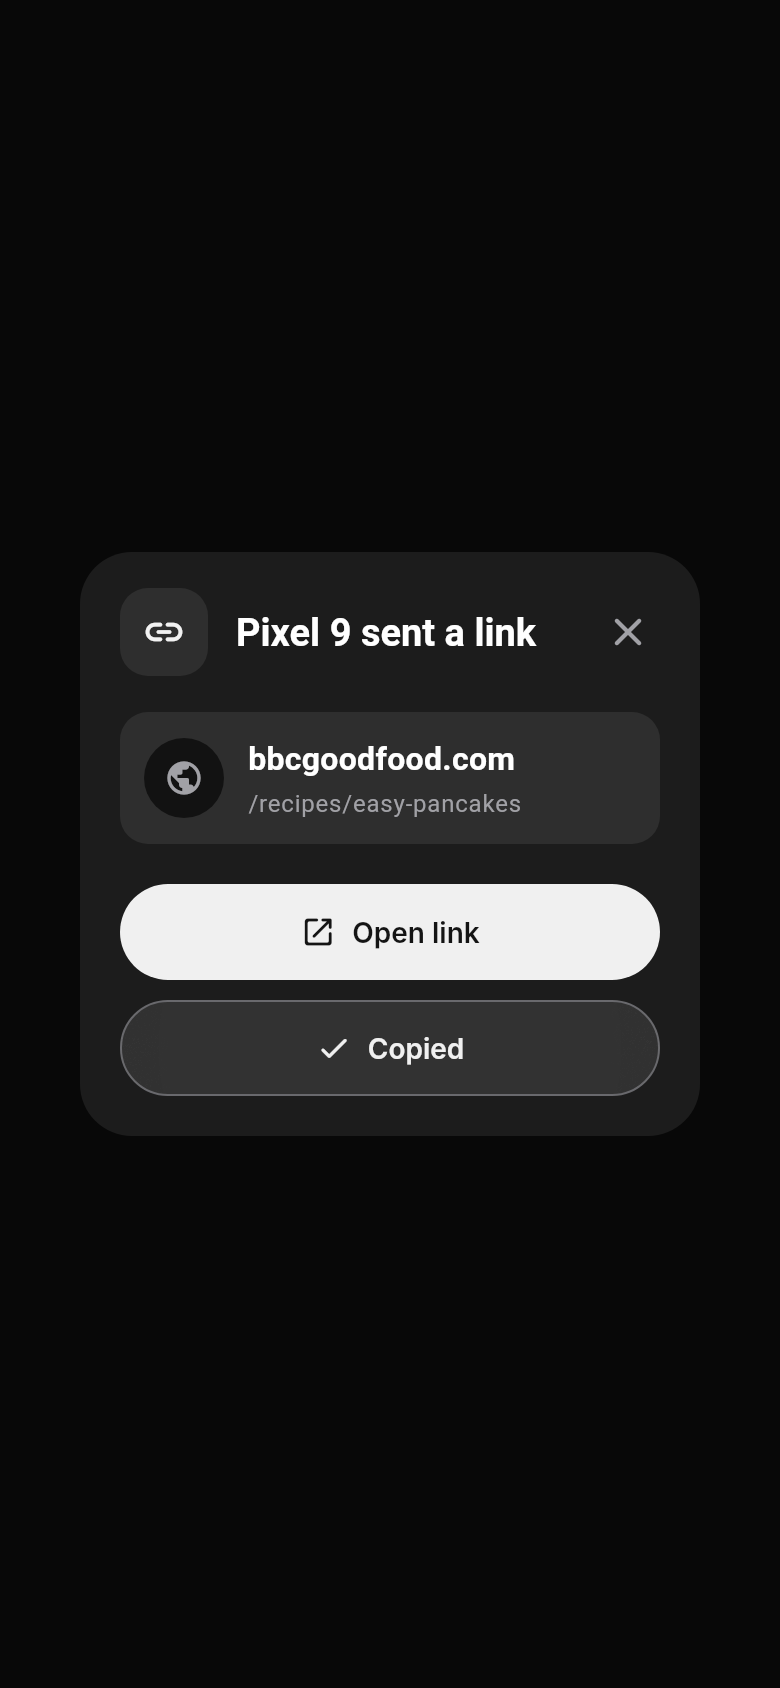 Pixel 9 sent a link
bbcgoodfood.com
/recipes/easy-pancakes
Open link
Copied